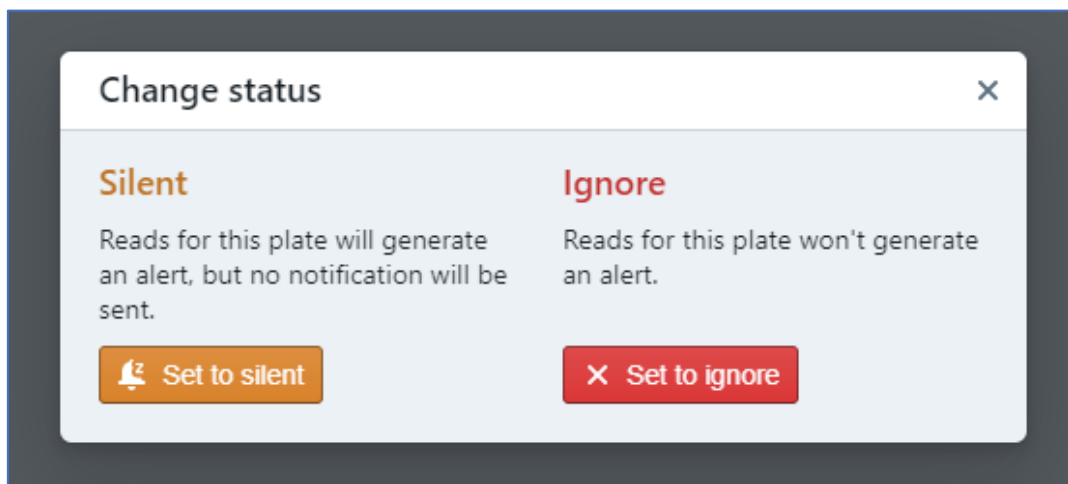 Change status
Silent
Reads for this plate will generate
an alert, but no notification will be
sent.
Set to silent
Ignore
Reads for this plate won't generate
an alert.
Set to ignore